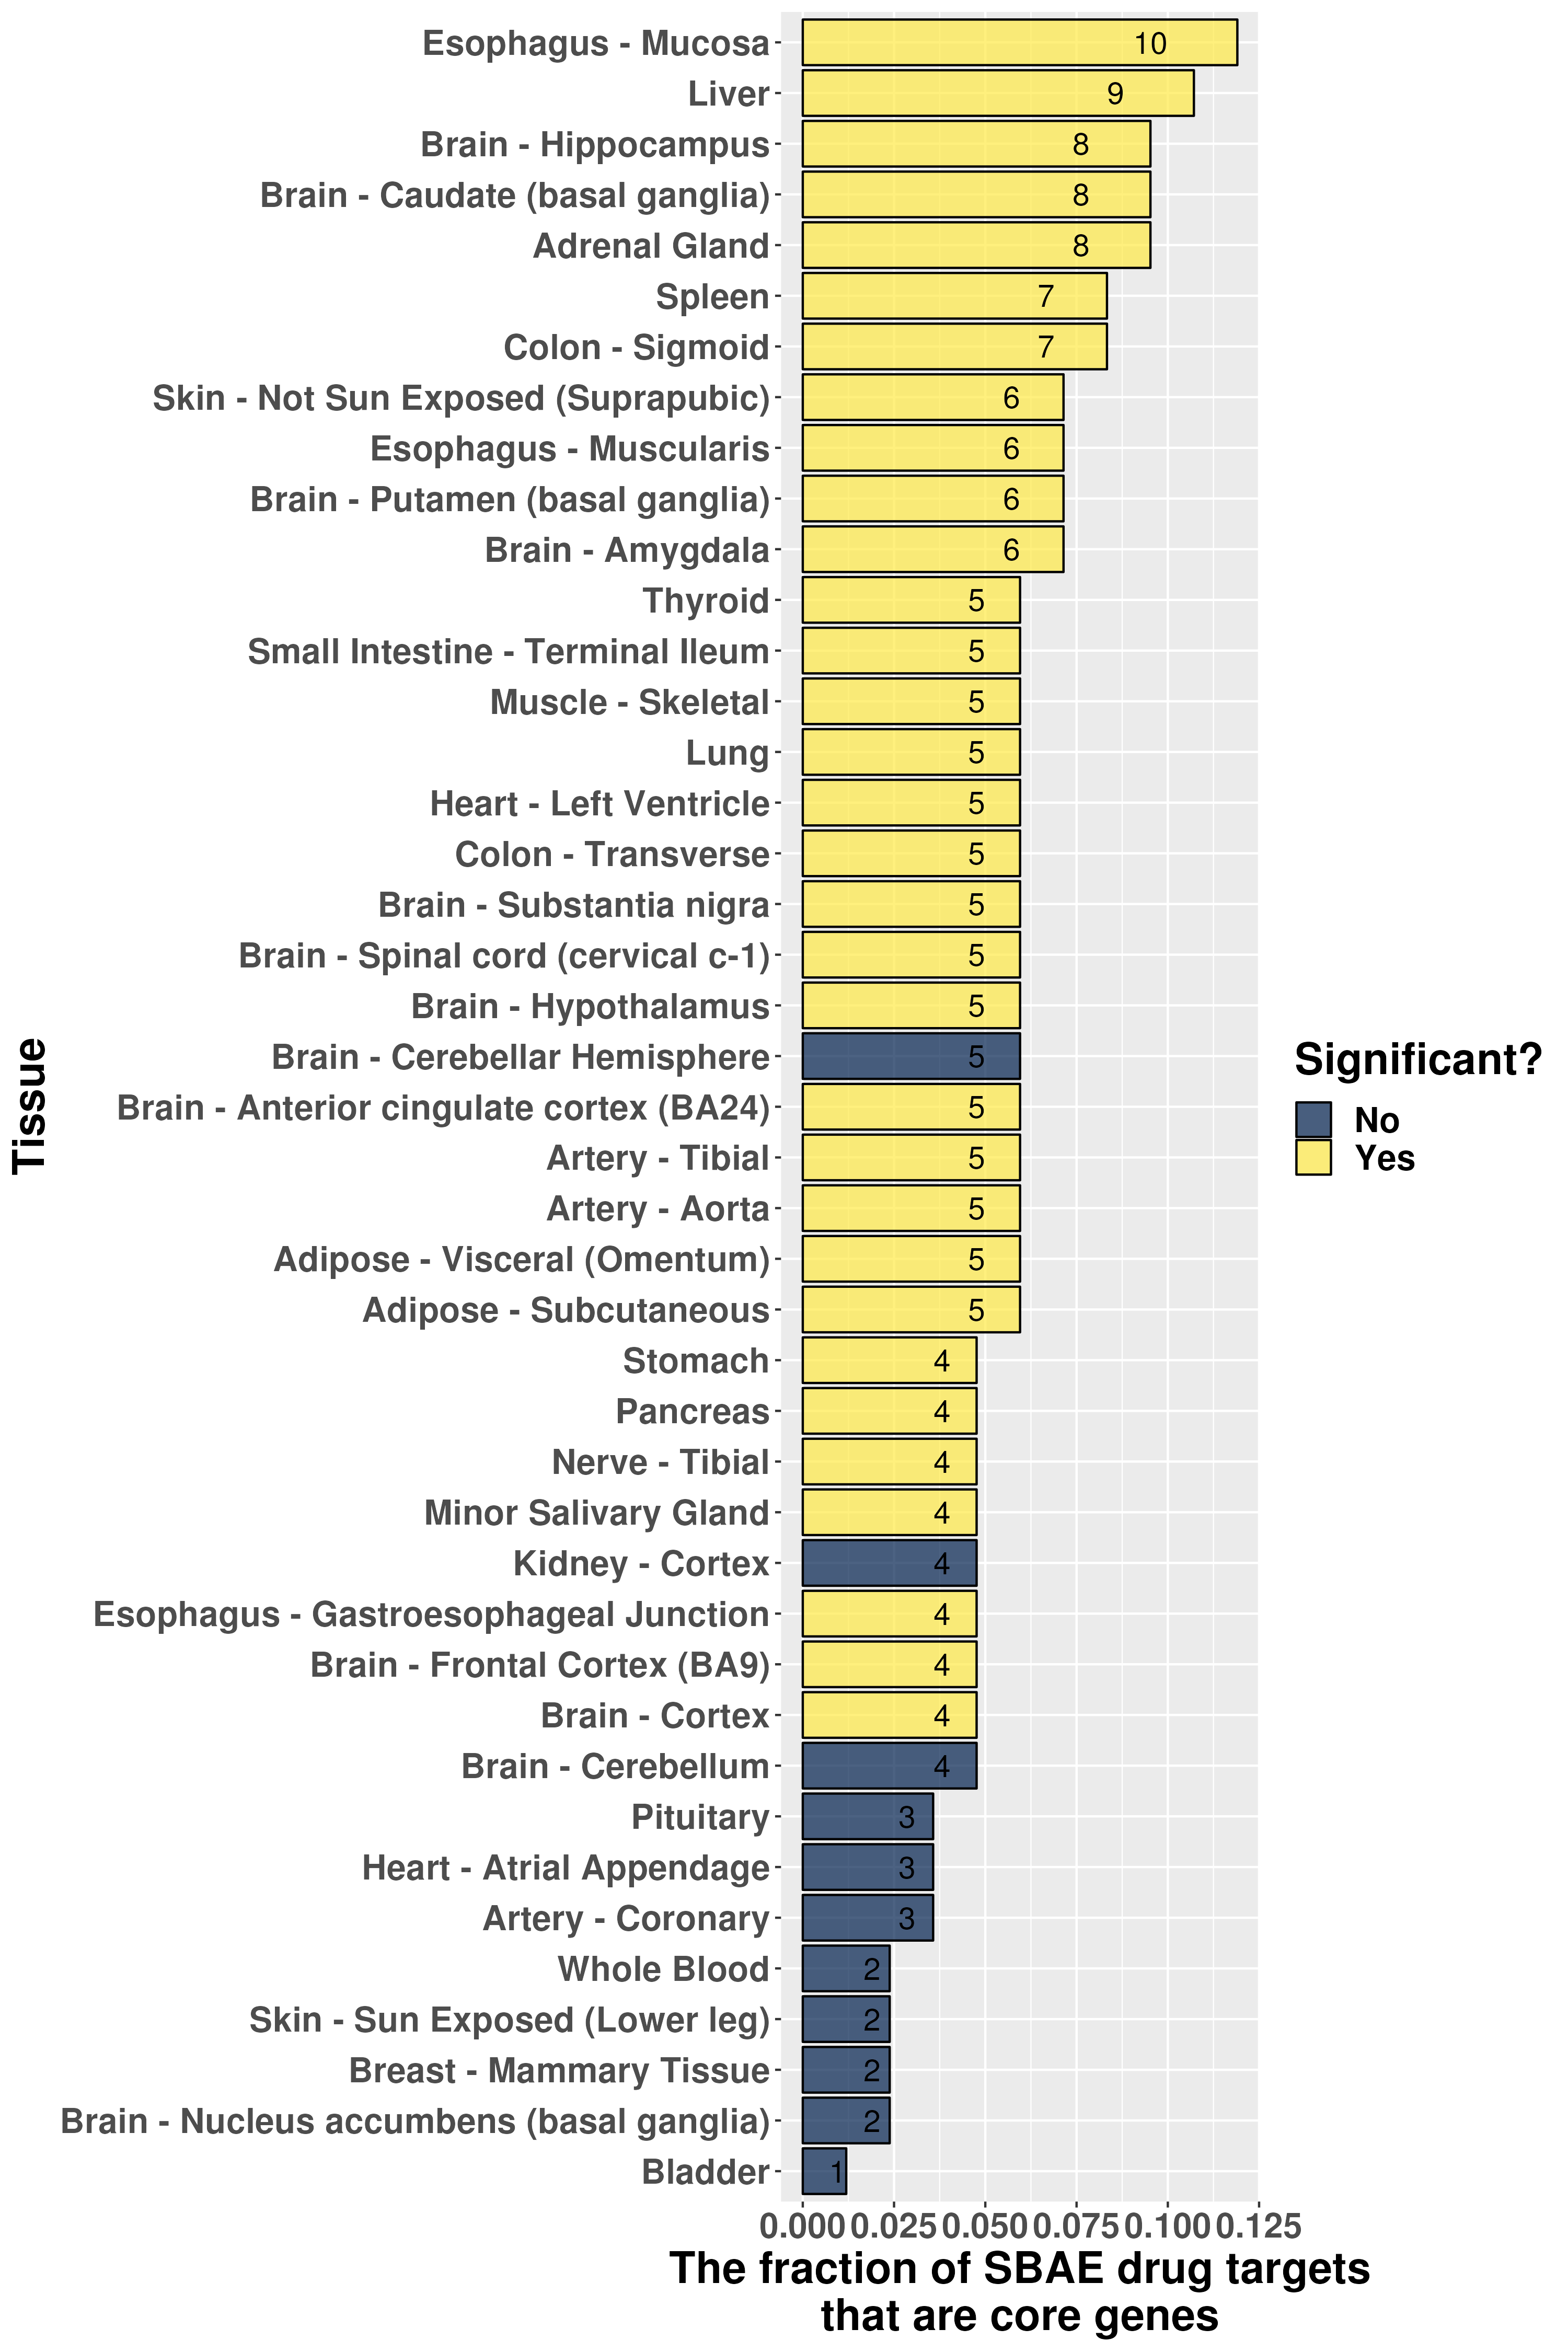 Esophagus - Mucosa 10
Liver 9
Brain - Hippocampus 8
Brain - Caudate (basal ganglia) 8
Adrenal Gland 8
Spleen 7
Colon - Sigmoid 7
Skin - Not Sun Exposed (Suprapubic) 6
Esophagus - Muscularis 6
Brain - Putamen (basal ganglia) 6
Brain - Amygdala 6
Thyroid 5
Small Intestine - Terminal Ileum 5
Muscle - Skeletal 5
Lung 5
Heart - Left Ventricle 5
Colon - Transverse 5
Brain - Substantia nigra 5
Brain - Spinal cord (cervical c-1) 5
Brain - Hypothalamus 5
Brain - Cerebellar Hemisphere 5
Brain - Anterior cingulate cortex (BA24) 5
Artery - Tibial 5
Artery - Aorta 5
Adipose - Visceral (Omentum) 5
Adipose - Subcutaneous 5
Stomach 4
Pancreas 4
Nerve - Tibial 4
Minor Salivary Gland 4
Kidney - Cortex 4
Esophagus - Gastroesophageal Junction 4
Brain - Frontal Cortex (BA9) 4
Brain - Cortex 4
Brain - Cerebellum 4
Pituitary 3
Heart - Atrial Appendage 3
Artery - Coronary 3
Whole Blood 2
Skin - Sun Exposed (Lower leg) 2
Breast - Mammary Tissue 2
Brain - Nucleus accumbens (basal ganglia) 2
Bladder 1
0.000 0.025 0.050 0.075 0.100 0.125
The fraction of SBAE drug targets
that are core genes
Tissue
Significant?
No
Yes